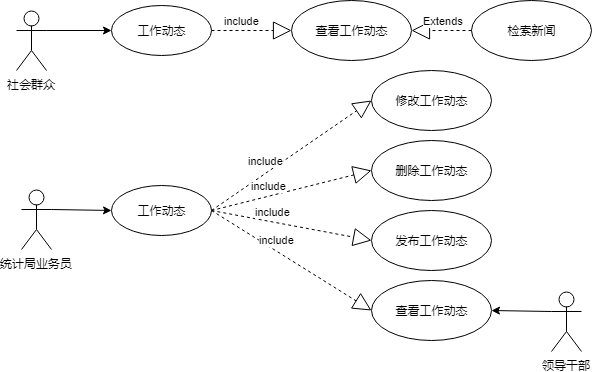 include
Extends
工作动态
查看工作动态
检索新闻
社会群众
修改工作动态
include
删除工作动态
include
工作动态
include
发布工作动态
include
统计局业务员
查看工作动态
领导干部